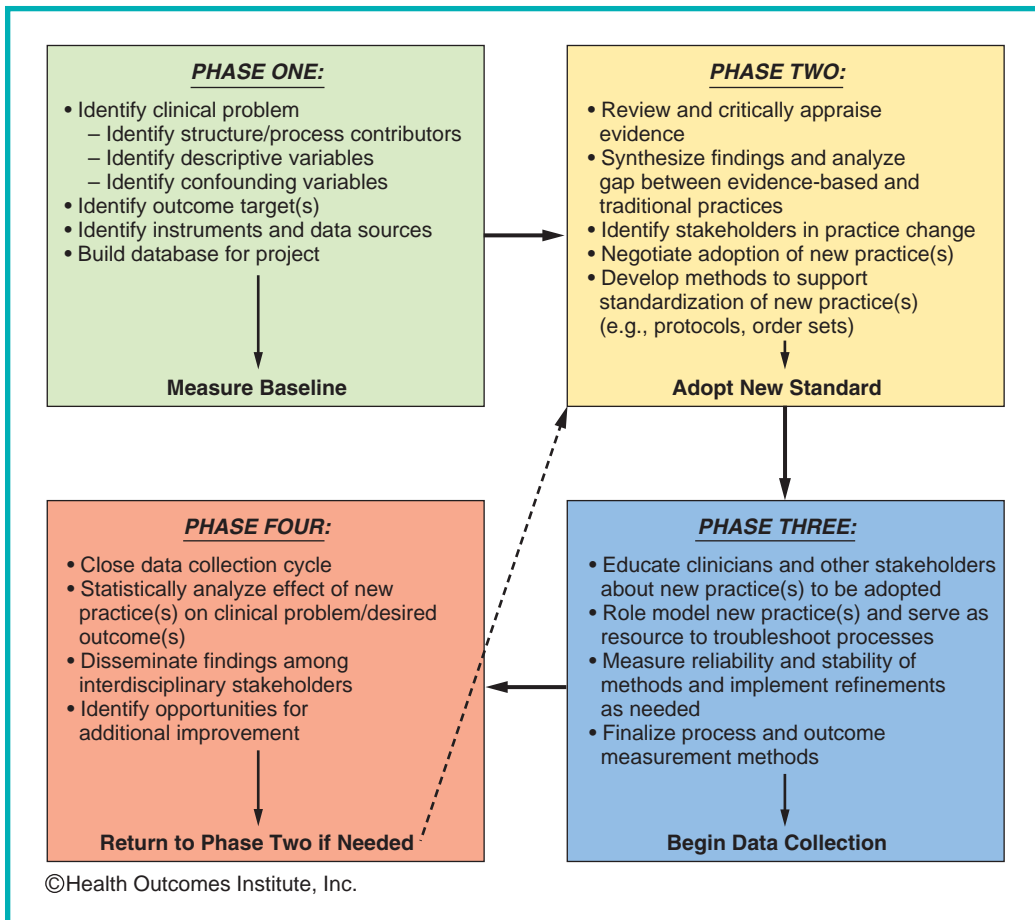 PHASE ONE:
• Identify clinical problem
– Identify structure/process contributors
– Identify descriptive variables
– Identify confounding variables
• Identify outcome target(s)
• Identify instruments and data sources
• Build database for project
Measure Baseline
PHASE TWO:
• Review and critically appraise
evidence
• Synthesize findings and analyze
gap between evidence-based and
traditional practices
• Identify stakeholders in practice change
• Negotiate adoption of new practice(s)
• Develop methods to support
standardization of new practice(s)
(e.g., protocols, order sets)
Adopt New Standard
PHASE THREE:
• Educate clinicians and other stakeholders
about new practice(s) to be adopted
• Role model new practice(s) and serve as
resource to troubleshoot processes
• Measure reliability and stability of
methods and implement refinements
as needed
• Finalize process and outcome
measurement methods
Begin Data Collection
PHASE FOUR:
• Close data collection cycle
• Statistically analyze effect of new
practice(s) on clinical problem/desired
outcome(s)
• Disseminate findings among
interdisciplinary stakeholders
• Identify opportunities for
additional improvement
Return to Phase Two if Needed
©Health Outcomes Institute, Inc.